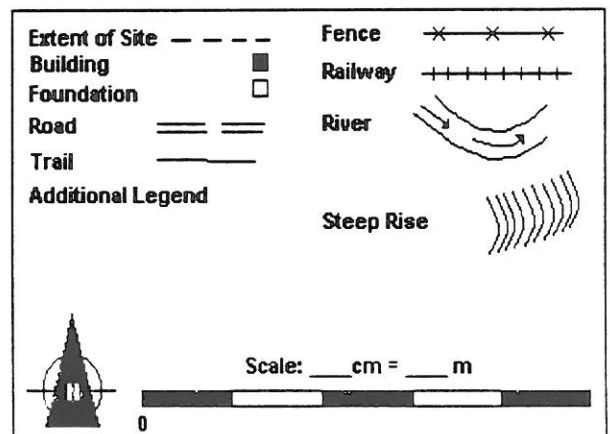 Extent of Site
Building
Foundation
Road
Trail
Additional Legend
Fence
Railway
River
Steep Rise
N
Scale: ___cm = ___ m
0